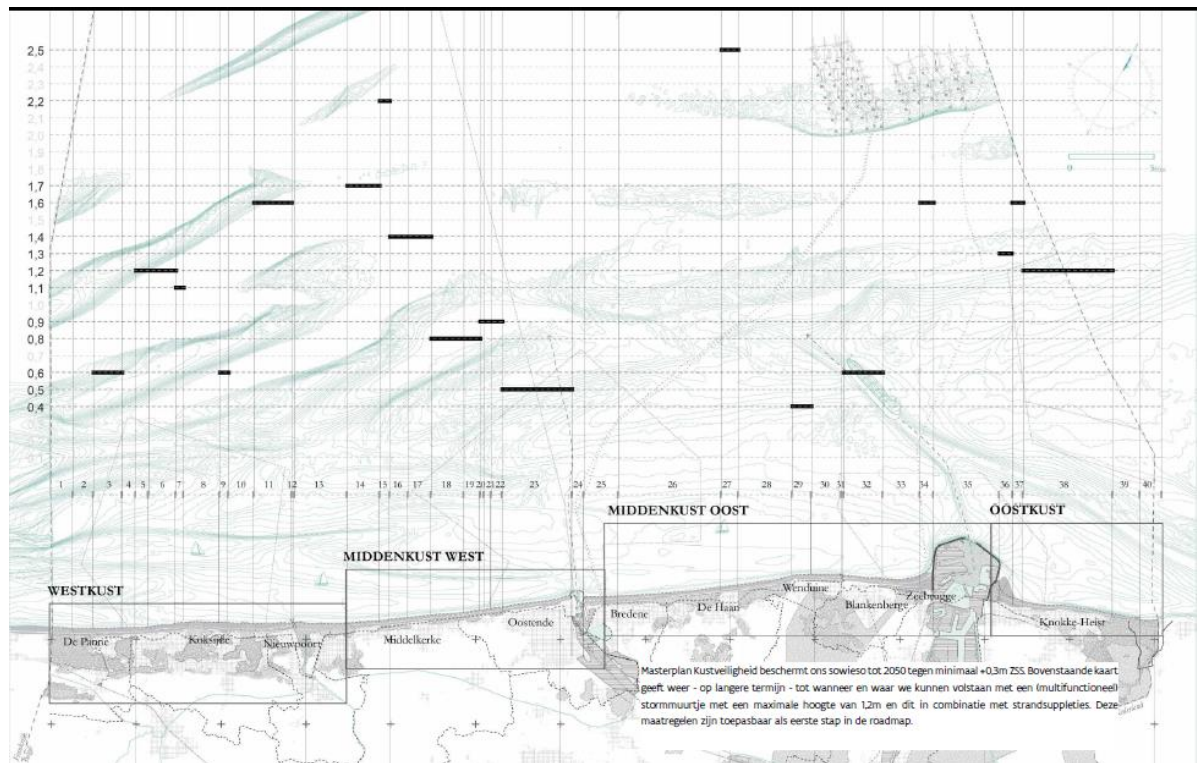 2,5
2,2
2,1
2,0
1,9
1,8
1,7
1,6
1,4
1,2
1,1
0,9
0,8
0,7
0,6
0,5
0,4
0
1 2 3 4 5 6 7 8 9 10 11 12 13 14 15 16 17 18 19 20 21 22 23 24 25 26 27 28 29 30 31 32 33 34 35 36 37 38 39 40
MIDDENKUST OOST OOSTKUST
MIDDENKUST WEST
WESTKUST
De Panne Koksijde Nieuwpoort Middelkerke Oostende Bredene De Haan Wenduine Blankenberge Zeebrugge Knokke-Heist
Masterplan Kustveiligheid beschermt ons sowieso tot 2050 tegen minimaal +0,3m ZSS. Bovenstaande kaart
geeft weer - op langere termijn - tot wanneer en waar we kunnen volstaan met een (multifunctioneel)
stormmuurtje met een maximale hoogte van 1,2m en dit in combinatie met strandsuppleties. Deze
maatregelen zijn toepasbaar als eerste stap in de roadmap.